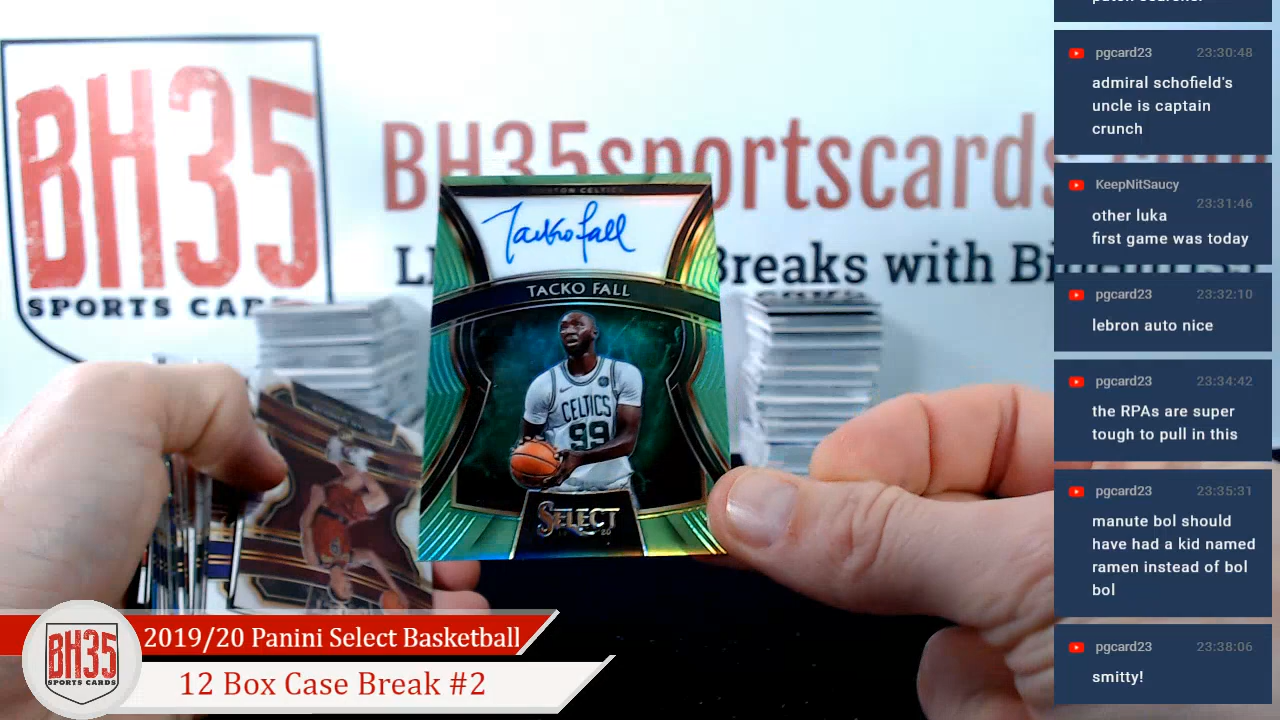 BH35
SPORTS CA
BH35sportscards
Breaks with B
TON CELTICS
Tacko Fall
TACKO FALL
CELTICS
99
SELECT
20
BH35
SPORTS CARDS
2019/20 Panini Select Basketball
12 Box Case Break #2
pgcard23 23:30:48
admiral schofield's
uncle is captain
crunch
KeepNitSaucy
23:31:46
other luka
first game was today
pgcard23 23:32:10
lebron auto nice
pgcard23 23:34:42
the RPAs are super
tough to pull in this
pgcard23 23:35:31
manute bol should
have had a kid named
ramen instead of bol
bol
pgcard23 23:38:06
smitty!